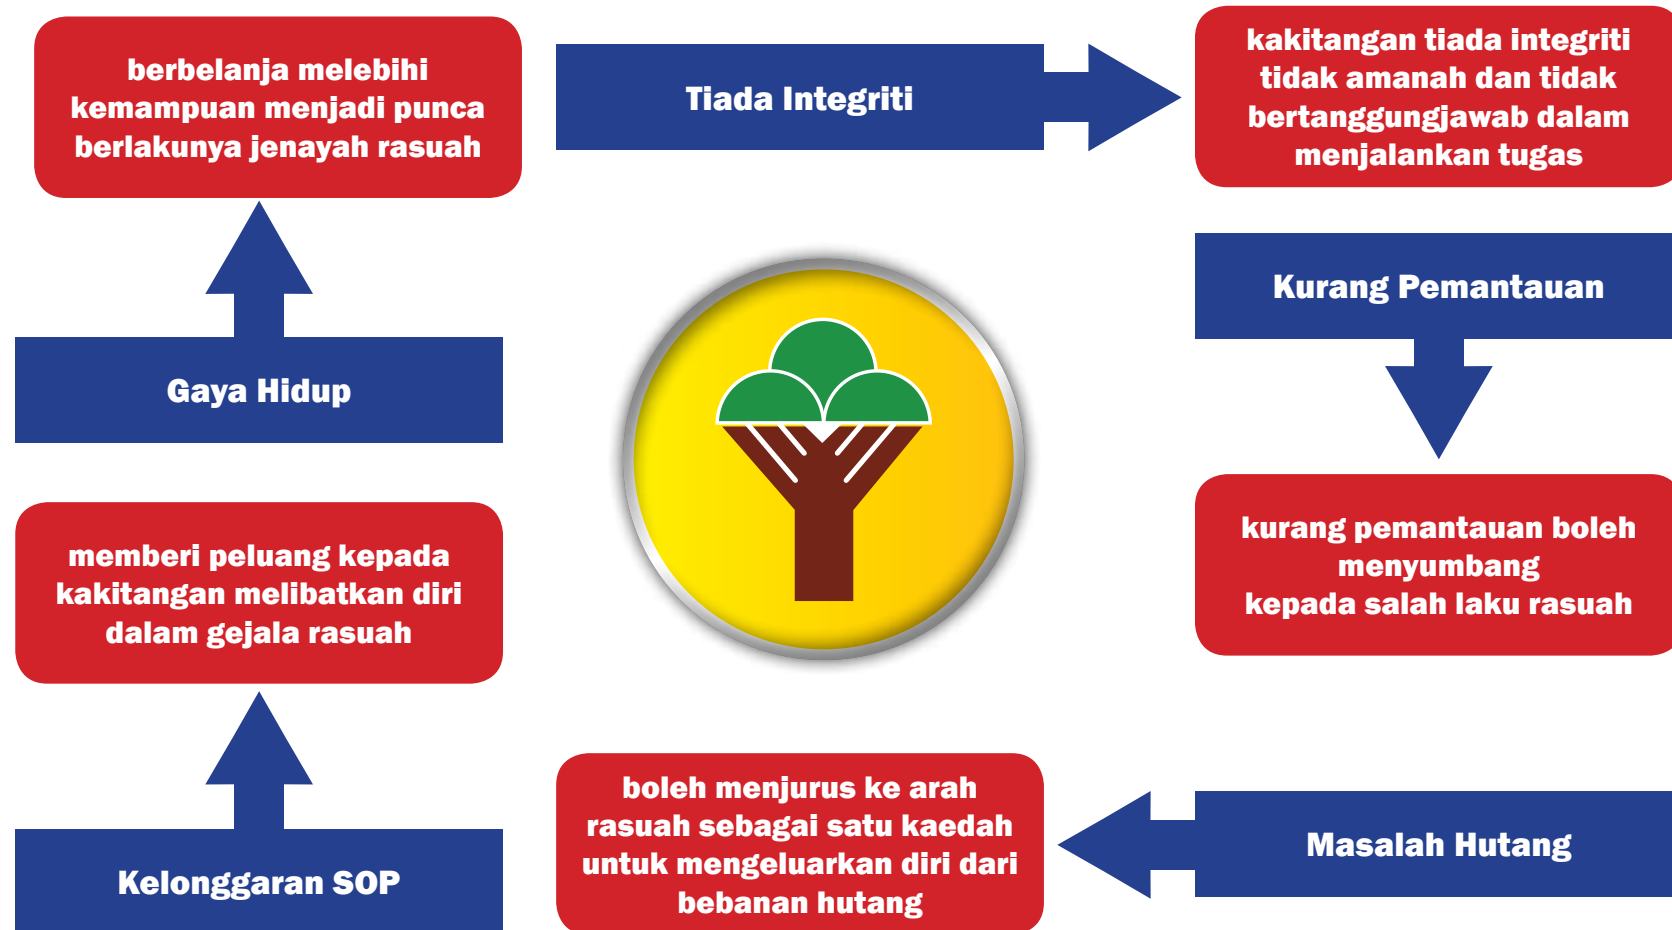 berbelanja melebihi
kemampuan menjadi punca
berlakunya jenayah rasuah
Gaya Hidup
Tiada Integriti
kakitangan tiada integriti
tidak amanah dan tidak
bertanggungjawab dalam
menjalankan tugas
Kurang Pemantauan
kurang pemantauan boleh
menyumbang
kepada salah laku rasuah
Masalah Hutang
boleh menjurus ke arah
rasuah sebagai satu kaedah
untuk mengeluarkan diri dari
bebanan hutang
memberi peluang kepada
kakitangan melibatkan diri
dalam gejala rasuah
Kelonggaran SOP